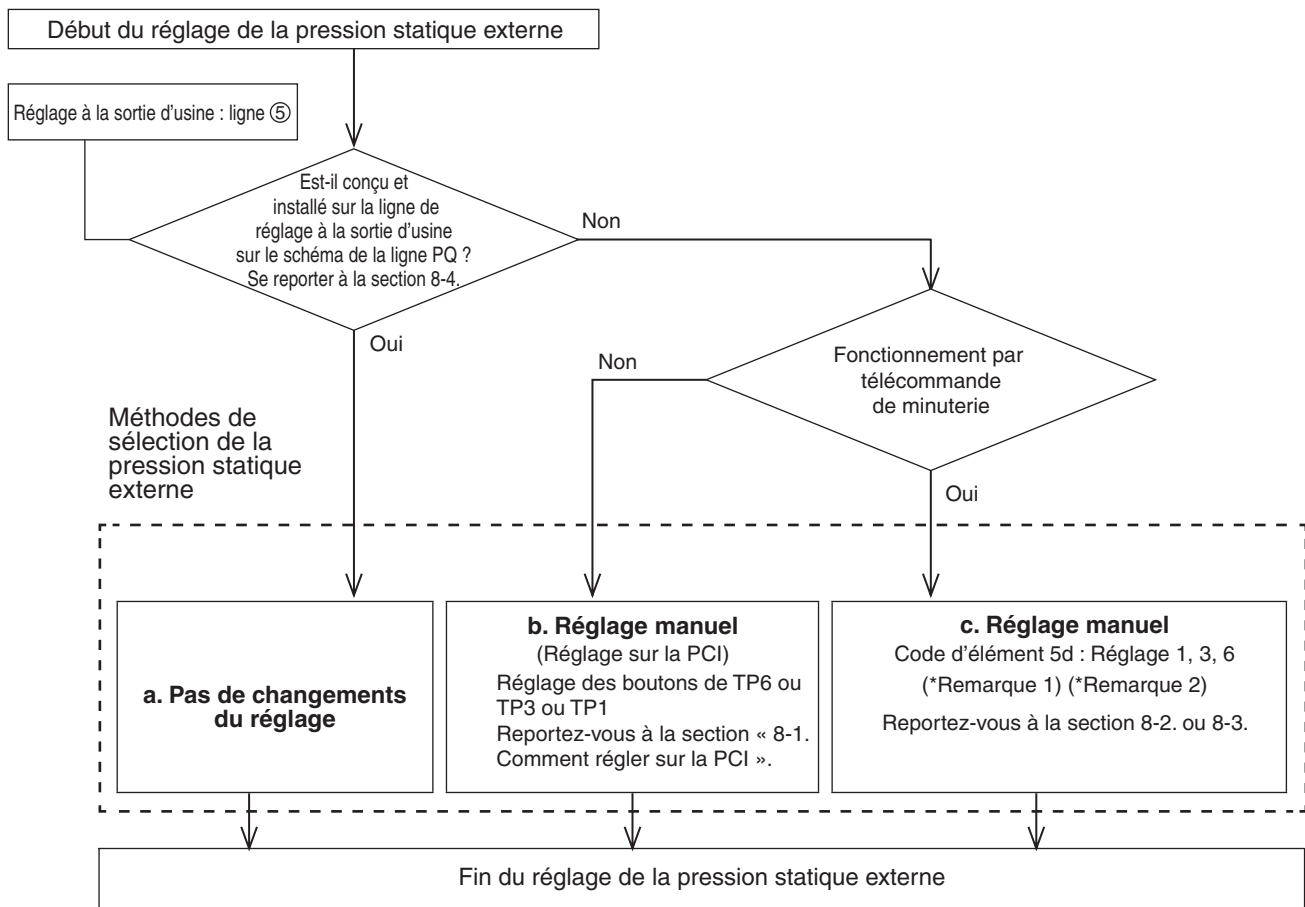 Début du réglage de la pression statique externe
Réglage à la sortie d'usine : ligne ⑤
Est-il conçu et
installé sur la ligne de
réglage à la sortie d'usine
sur le schéma de la ligne PQ ?
Se reporter à la section 8-4.
Non
Oui
Non
Fonctionnement par
télécommande
de minuterie
Oui
Méthodes de
sélection de la
pression statique
externe
a. Pas de changements
du réglage
b. Réglage manuel
(Réglage sur la PCI)
Réglage des boutons de TP6 ou
TP3 ou TP1
Reportez-vous à la section « 8-1.
Comment régler sur la PCI ».
c. Réglage manuel
Code d'élément 5d : Réglage 1, 3, 6
(*Remarque 1) (*Remarque 2)
Reportez-vous à la section 8-2. ou 8-3.
Fin du réglage de la pression statique externe